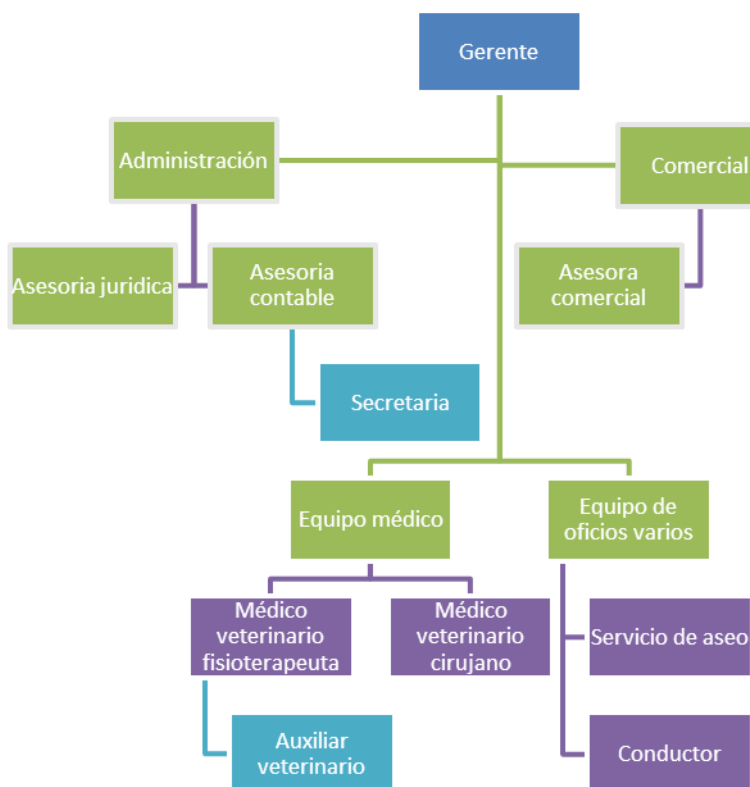 Gerente
Administración
Comercial
Asesoria juridica
Asesoria
contable
Asesora
comercial
Secretaria
Equipo médico
Equipo de
oficios varios
Médico
veterinario
fisioterapeuta
Médico
veterinario
cirujano
Servicio de aseo
Auxiliar
veterinario
Conductor